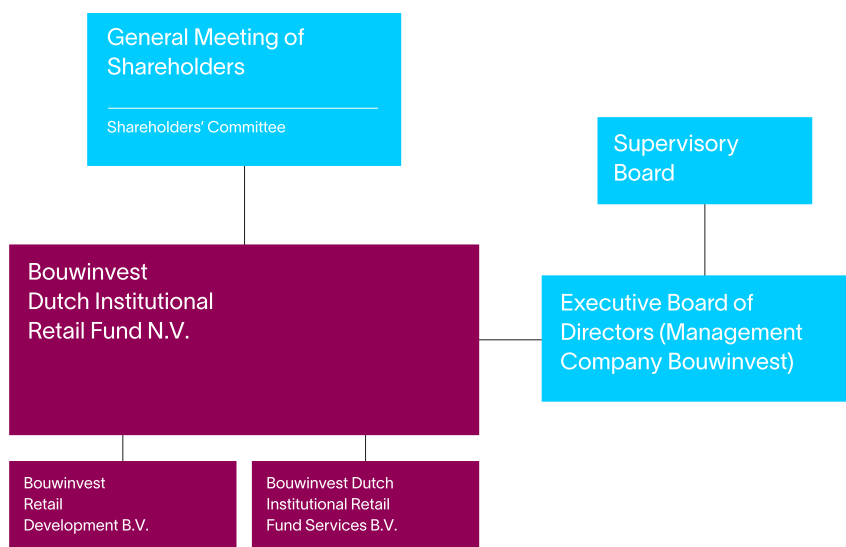 General Meeting of
Shareholders
Shareholders’ Committee
Supervisory
Board
Bouwinvest
Dutch Institutional
Retail Fund N.V.
Executive Board of
Directors (Management
Company Bouwinvest)
Bouwinvest
Retail
Development B.V.
Bouwinvest Dutch
Institutional Retail
Fund Services B.V.